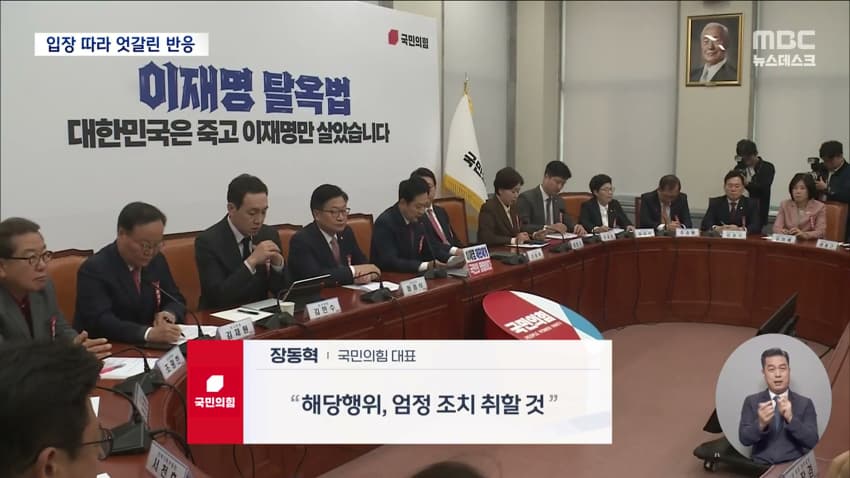 입장 따라 엇갈린 반응
국민의힘
MBC
뉴스데스크
이재명 탈옥법
대한민국은 죽고 이재명만 살았습니다
김재원
국민의힘
장동혁 국민의힘 대표
국민의힘
“해당행위, 엄정 조치 취할 것”